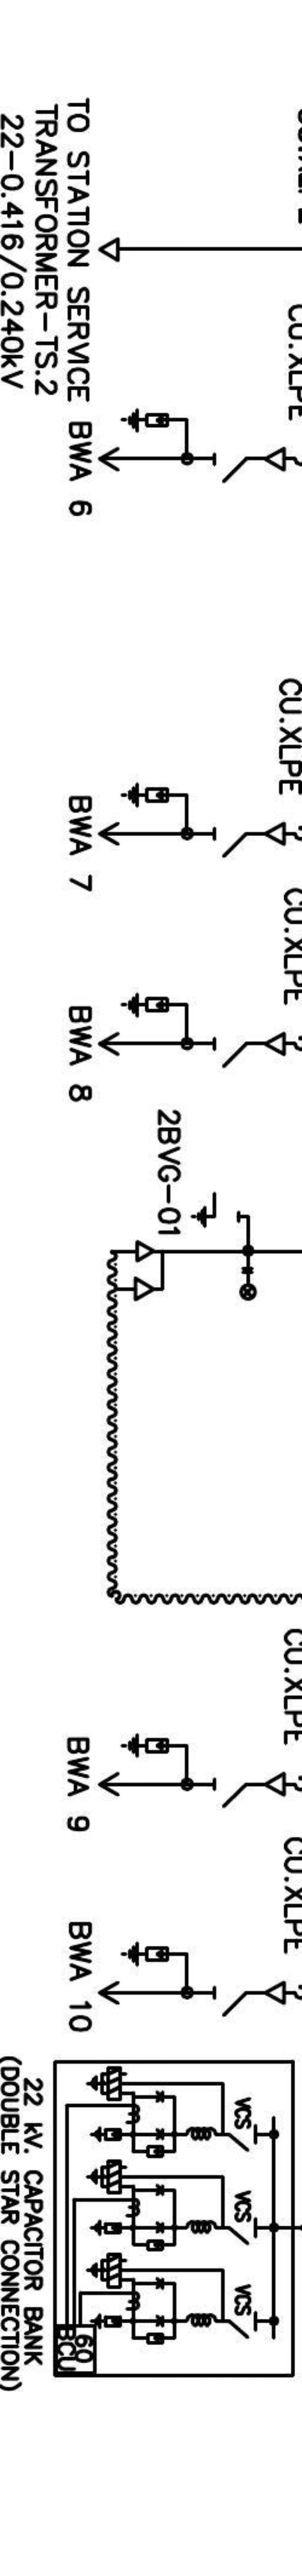 CU.XLPE
TO STATION SERVICE
TRANSFORMER-TS.2
22-0.416/0.240kV
BWA 6
CU.XLPE
BWA 7
CU.XLPE
BWA 8
2BVG-01
CU.XLPE
BWA 9
CU.XLPE
BWA 10
VCS
VCS
VCS
60
BCU
22 kV. CAPACITOR BANK
(DOUBLE STAR CONNECTION)